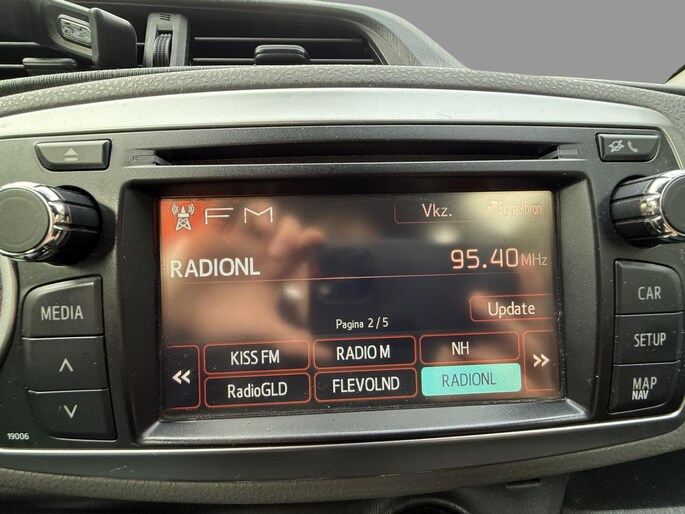 FM
Vkz.
RADIONL
95.40MHz
Update
Pagina 2/5
<<
KISS FM
RADIO M
NH
>>
RadioGLD
FLEVOLND
RADIONL
MEDIA
19006
CAR
SETUP
MAP
NAV